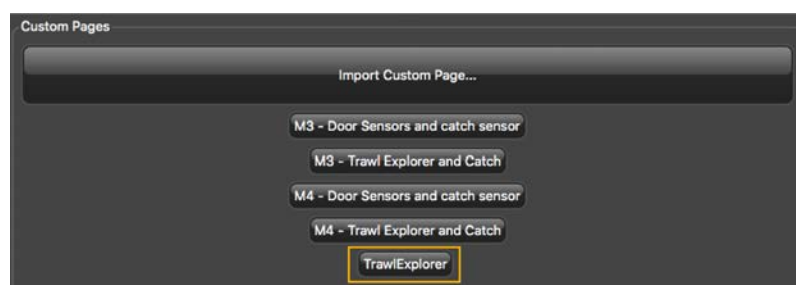 Custom Pages
Import Custom Page...
M3 - Door Sensors and catch sensor
M3 - Trawl Explorer and Catch
M4 - Door Sensors and catch sensor
M4 - Trawl Explorer and Catch
TrawlExplorer